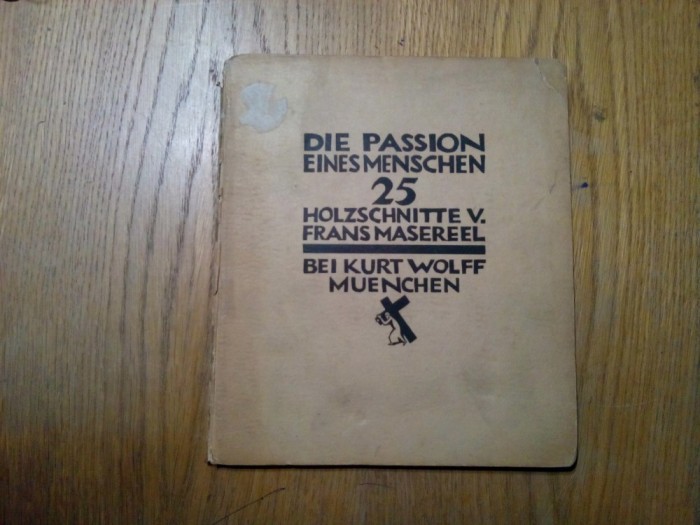 DIE PASSION
EINES MENSCHEN
25
HOLZSCHNITTE V.
FRANS MASEREEL
BEI KURT WOLFF
MUENCHEN